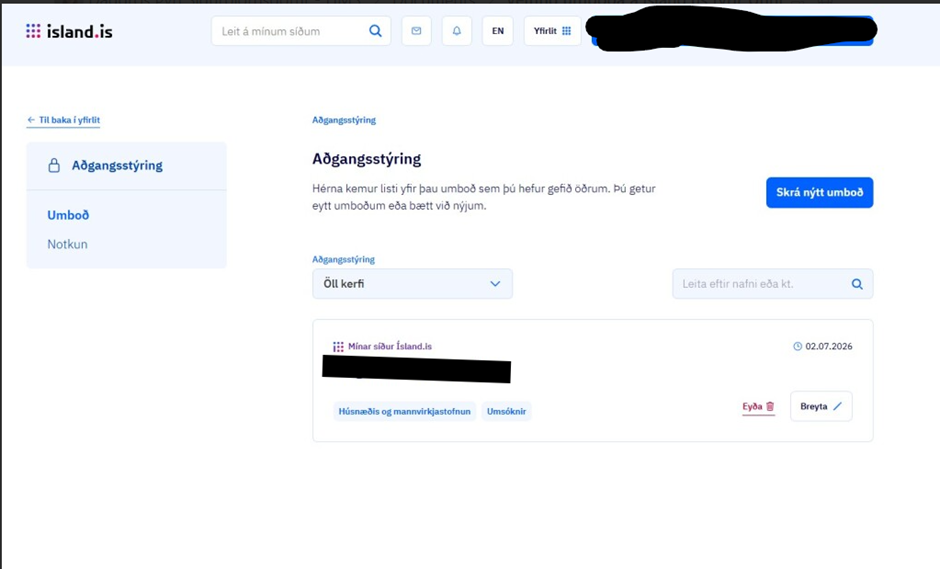 island.is
Leit á mínum síðum
EN
Yfirlit
← Til baka í yfirlit
Aðgangsstýring
Umboð
Notkun
Aðgangsstýring
Aðgangsstýring
Hérna kemur listi yfir þau umboð sem þú hefur gefið öðrum. Þú getur
eytt umboðum eða bætt við nýjum.
Skrá nýtt umboð
Aðgangsstýring
Öll kerfi
Leita eftir nafni eða kt.
Mínar síður Ísland.is
02.07.2026
Húsnæðis og mannvirkjastofnun
Umsóknir
Eyða
Breyta